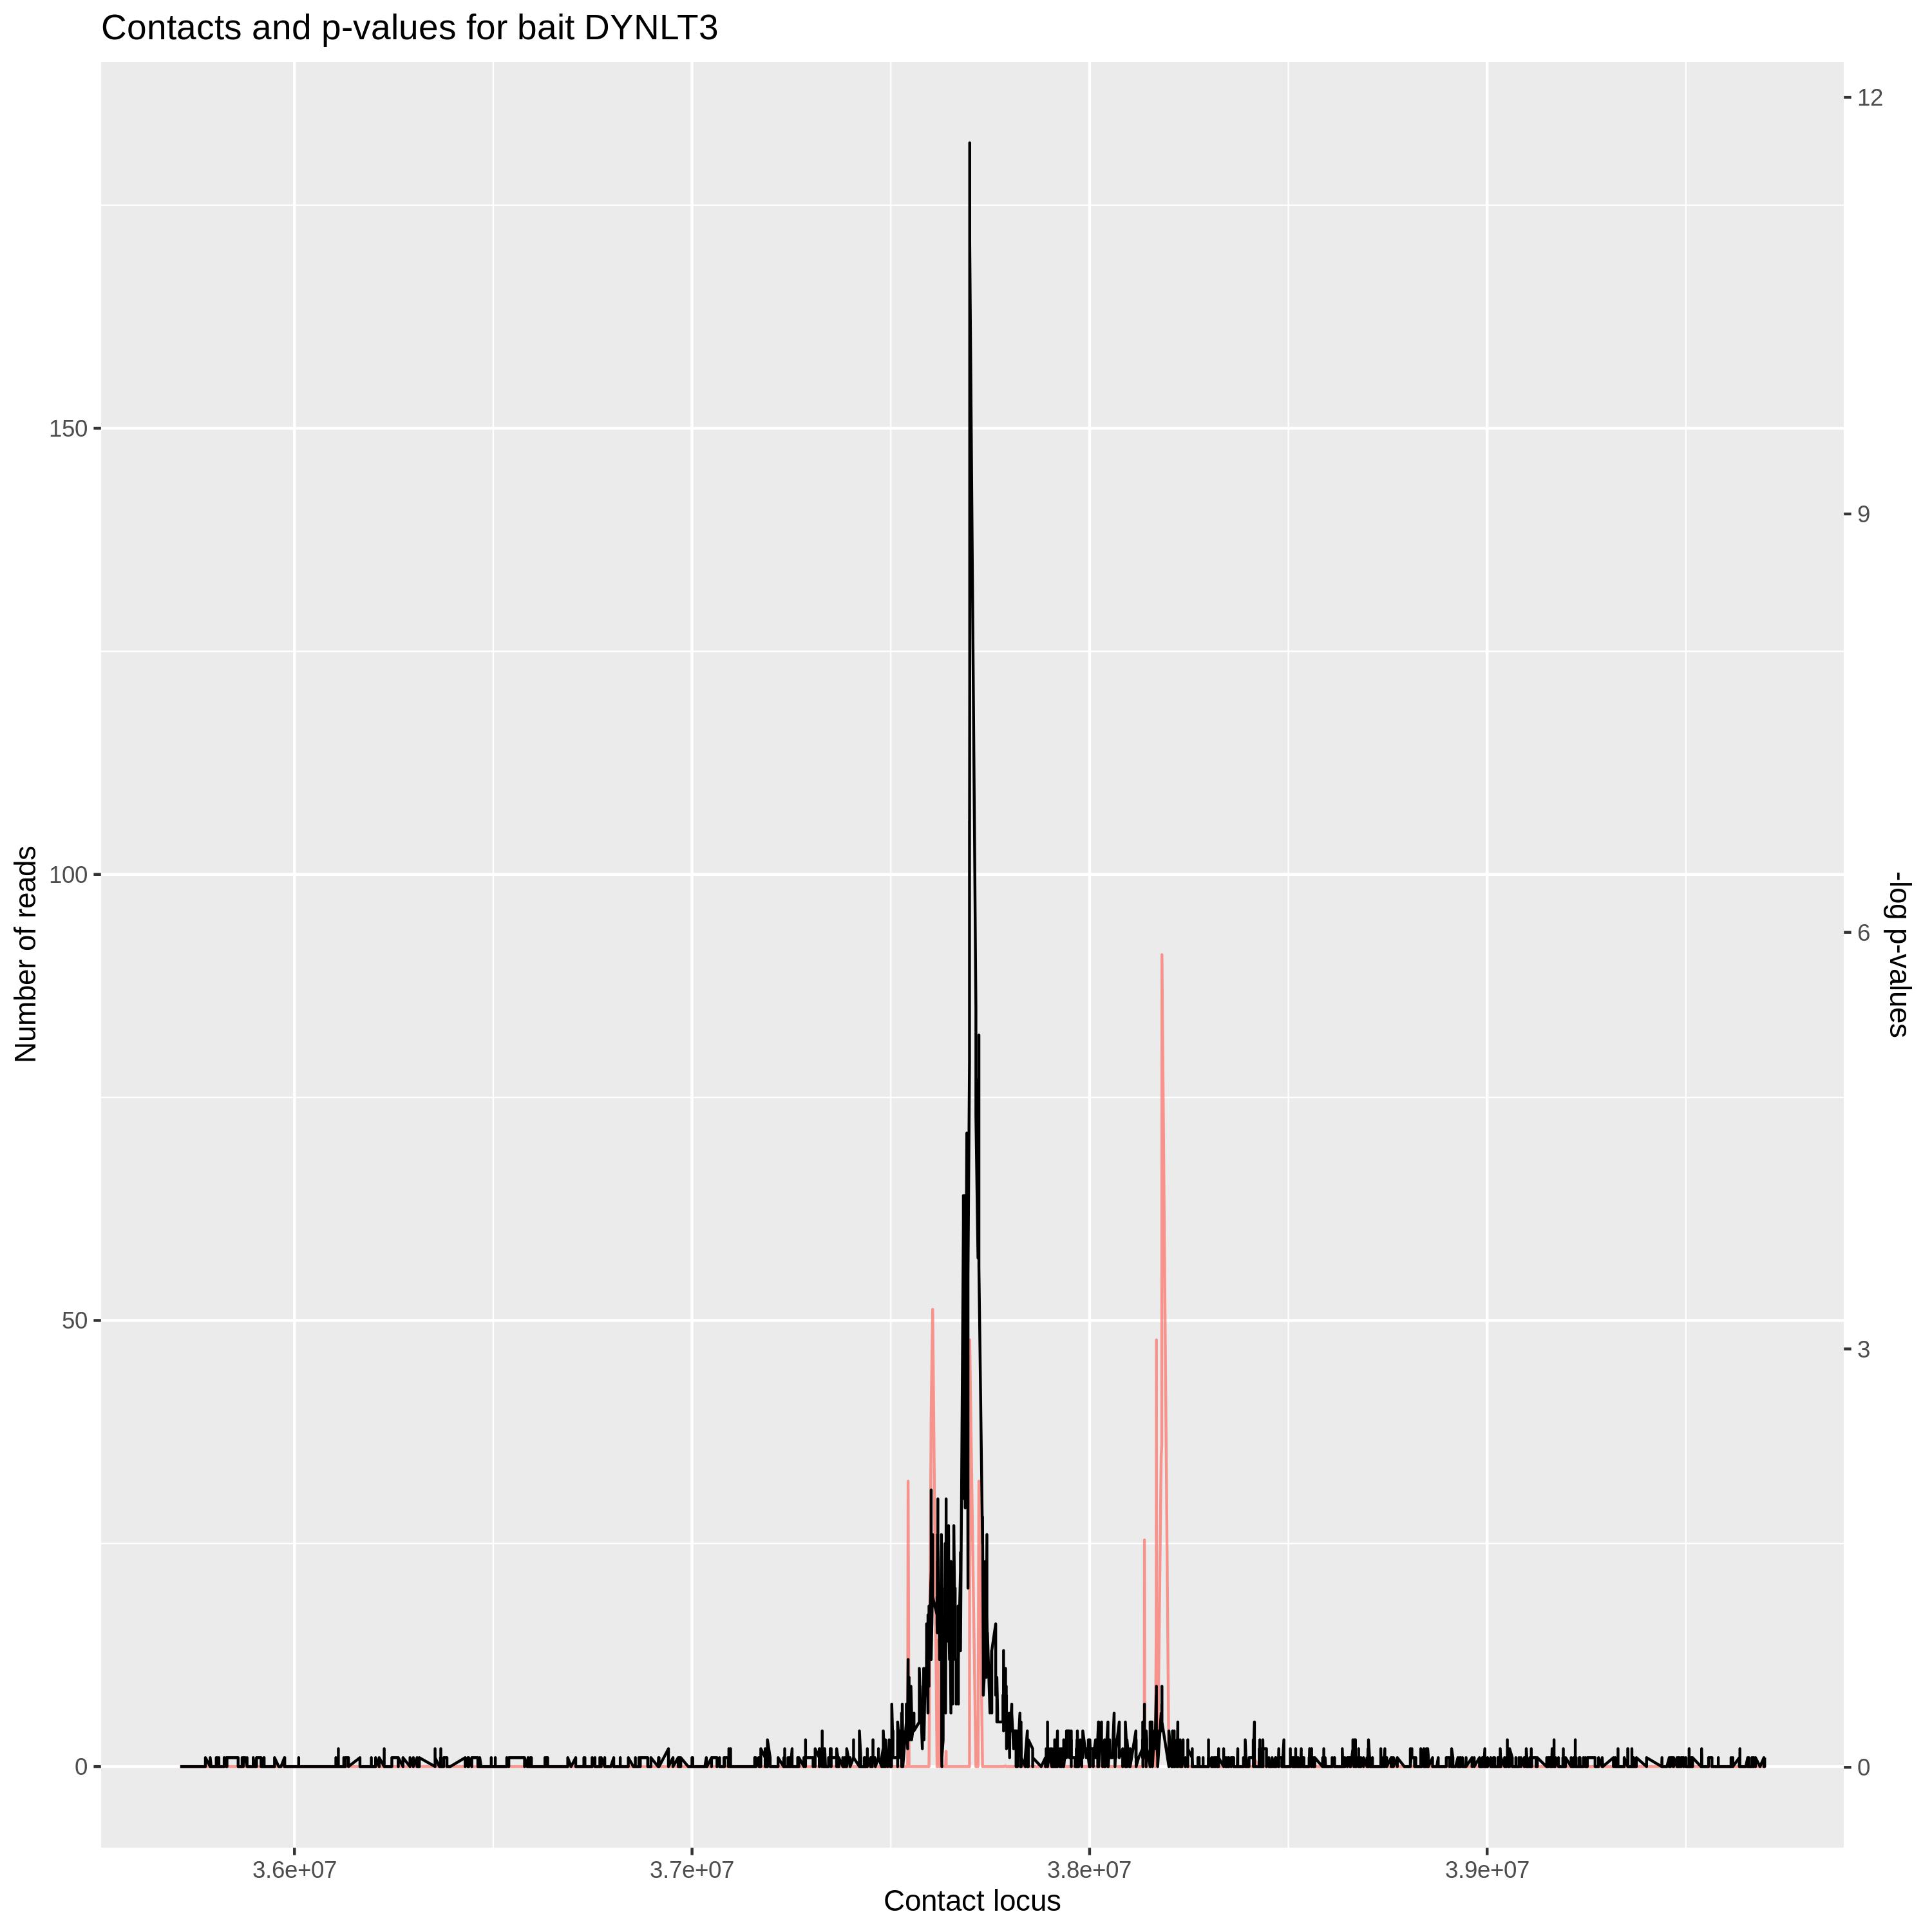 Contacts and p-values for bait DYNLT3
12
9
6
3
0
150
100
50
0
Number of reads
-log p-values
3.6e+07
3.7e+07
3.8e+07
3.9e+07
Contact locus